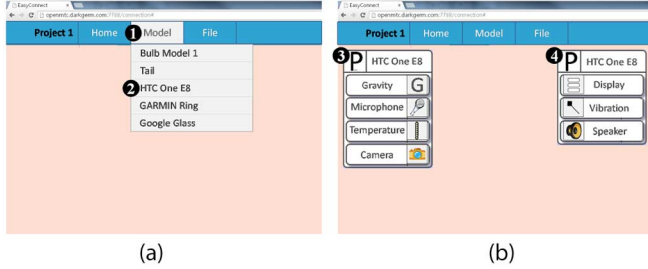 EasyConnect
openmtc.darkgerm.com:7788/connection#
Project 1 Home 1 Model File
Bulb Model 1
Tail
2 HTC One E8
GARMIN Ring
Google Glass
(a)
EasyConnect
openmtc.darkgerm.com:7788/connection#
Project 1 Home Model File
3 P HTC One E8
Gravity G
Microphone
Temperature
Camera
4 P HTC One E8
Display
Vibration
Speaker
(b)